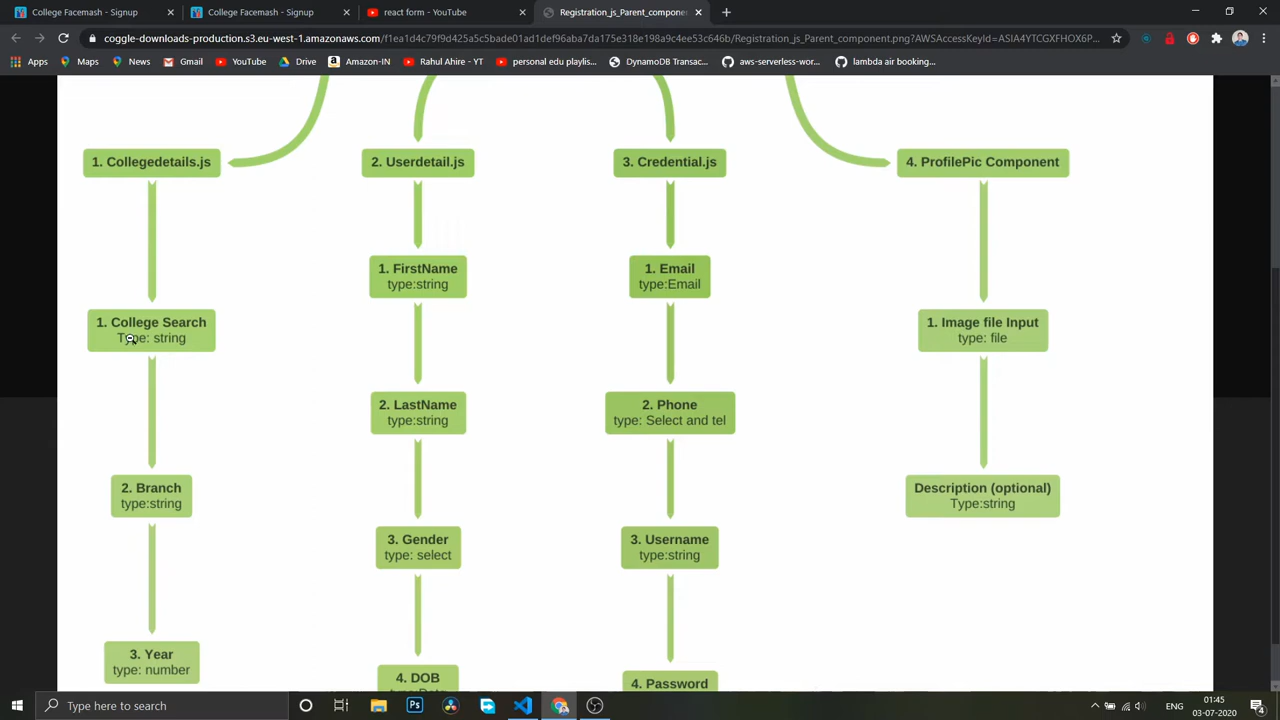 College Facemash - Signup
College Facemash - Signup
react form - YouTube
Registration_js_Parent_compone
coggle-downloads-production.s3.eu-west-1.amazonaws.com/f1ea1d4c79f9d425a5c5bade01ad1def96aba7da175e318e198a9c4ee53c646b/Registration_js_Parent_component.png?AWSAccessKeyId=ASIA4YTCGXFHOX6P...
Apps
Maps
News
Gmail
YouTube
Drive
Amazon-IN
Rahul Ahire - YT
personal edu playlis...
DynamoDB Transac...
aws-serverless-wor...
lambda air booking...
1. Collegedetails.js
2. Userdetail.js
3. Credential.js
4. ProfilePic Component
1. FirstName
type:string
1. Email
type:Email
1. College Search
Type: string
1. Image file Input
type: file
2. LastName
type:string
2. Phone
type: Select and tel
2. Branch
type:string
Description (optional)
Type:string
3. Gender
type: select
3. Username
type:string
3. Year
type: number
4. DOB
type:Date
4. Password
Type here to search
ENG
01:45
03-07-2020
4